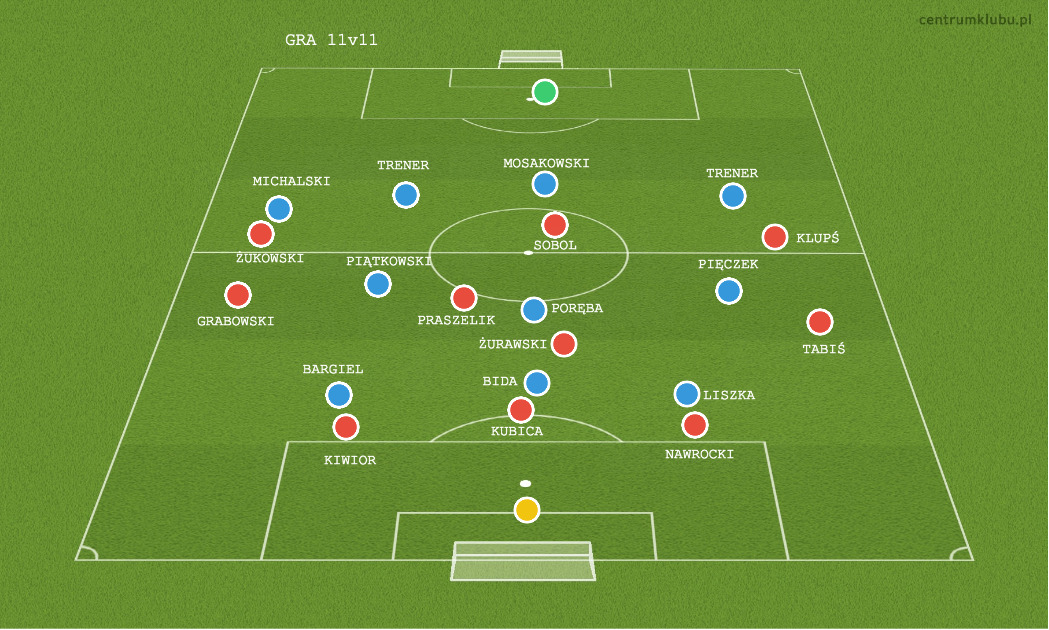 centrumklubu.pl
GRA 11v11
MOSAKOWSKI
TRENER
TRENER
MICHALSKI
KLUPŚ
SOBOL
ŻUKOWSKI
PIĄTKOWSKI
PIĘCZEK
PORĘBA
GRABOWSKI
PRASZELIK
ŻURAWSKI
TABIŚ
BARGIEL
BIDA
LISZKA
KUBICA
NAWROCKI
KIWIOR